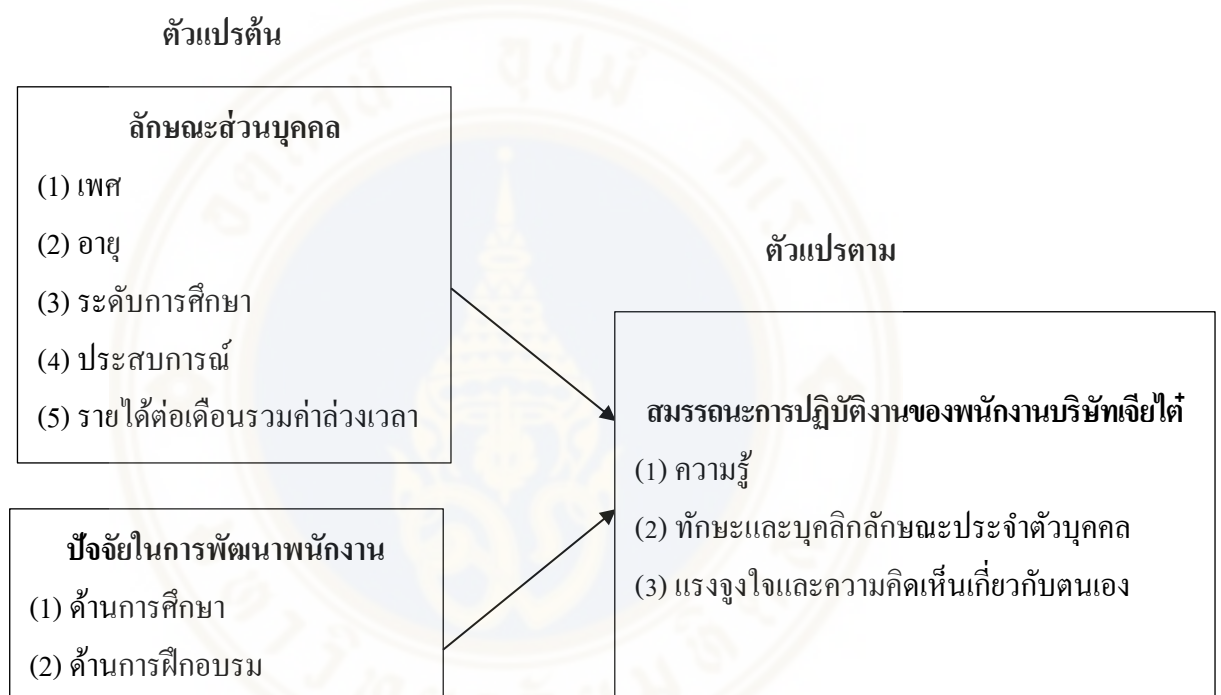 ตัวแปรต้น
ลักษณะส่วนบุคคล
(1) เพศ
(2) อายุ
(3) ระดับการศึกษา
(4) ประสบการณ์
(5) รายได้ต่อเดือนรวมค่าล่วงเวลา
ปัจจัยในการพัฒนาพนักงาน
(1) ด้านการศึกษา
(2) ด้านการฝึกอบรม
ตัวแปรตาม
สมรรถนะการปฏิบัติงานของพนักงานบริษัทเจียไต๋
(1) ความรู้
(2) ทักษะและบุคลิกลักษณะประจำตัวบุคคล
(3) แรงจูงใจและความคิดเห็นเกี่ยวกับตนเอง